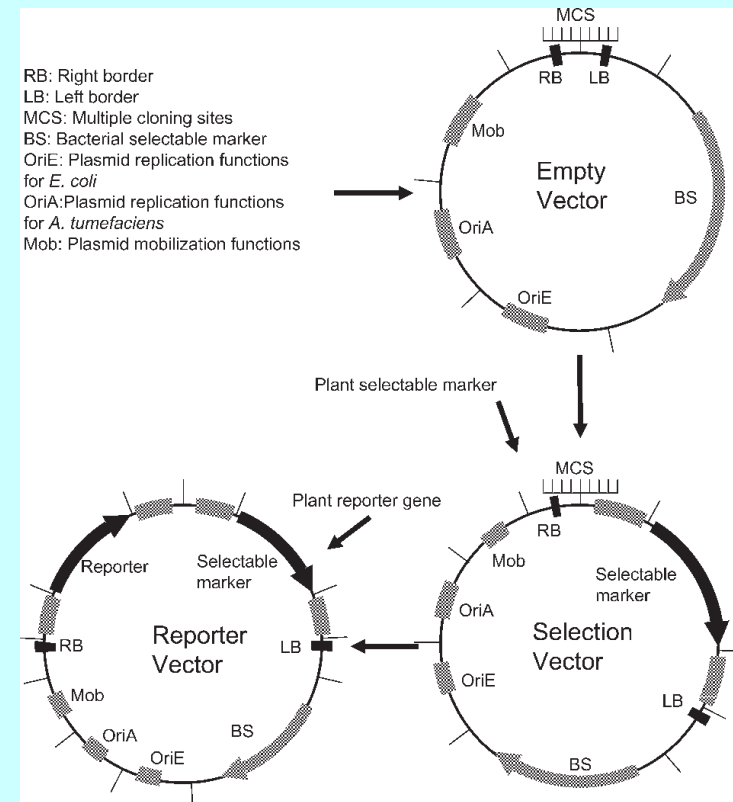 RB: Right border
LB: Left border
MCS: Multiple cloning sites
BS: Bacterial selectable marker
OriE: Plasmid replication functions
for E. coli
OriA:Plasmid replication functions
for A. tumefaciens
Mob: Plasmid mobilization functions
MCS
RB
LB
Mob
Empty
Vector
BS
OriA
OriE
Plant selectable marker
MCS
RB
Mob
Selectable
marker
OriA
Selection
Vector
OriE
LB
BS
Plant reporter gene
Reporter
Selectable
marker
RB
Reporter
Vector
LB
Mob
BS
OriA
OriE